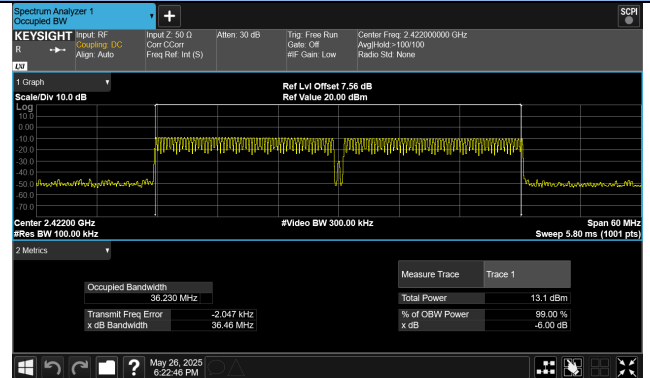 Spectrum Analyzer 1
Occupied BW
SCPI
KEYSIGHT Input: RF Input Z: 50 Ω Atten: 30 dB Trig: Free Run Center Freq: 2.422000000 GHz
R Coupling: DC Corr CCorr Gate: Off Avg|Hold:>100/100
Align: Auto Freq Ref: Int (S) #IF Gain: Low Radio Std: None
LXI
1 Graph
Ref Lvl Offset 7.56 dB
Scale/Div 10.0 dB Ref Value 20.00 dBm
Log
10.0
0.00
-10.0
-20.0
-30.0
-40.0
-50.0
-60.0
-70.0
Center 2.42200 GHz #Video BW 300.00 kHz Span 60 MHz
#Res BW 100.00 kHz Sweep 5.80 ms (1001 pts)
2 Metrics
Measure Trace Trace 1
Occupied Bandwidth
36.230 MHz Total Power 13.1 dBm
Transmit Freq Error -2.047 kHz % of OBW Power 99.00 %
x dB Bandwidth 36.46 MHz x dB -6.00 dB
May 26, 2025
6:22:46 PM